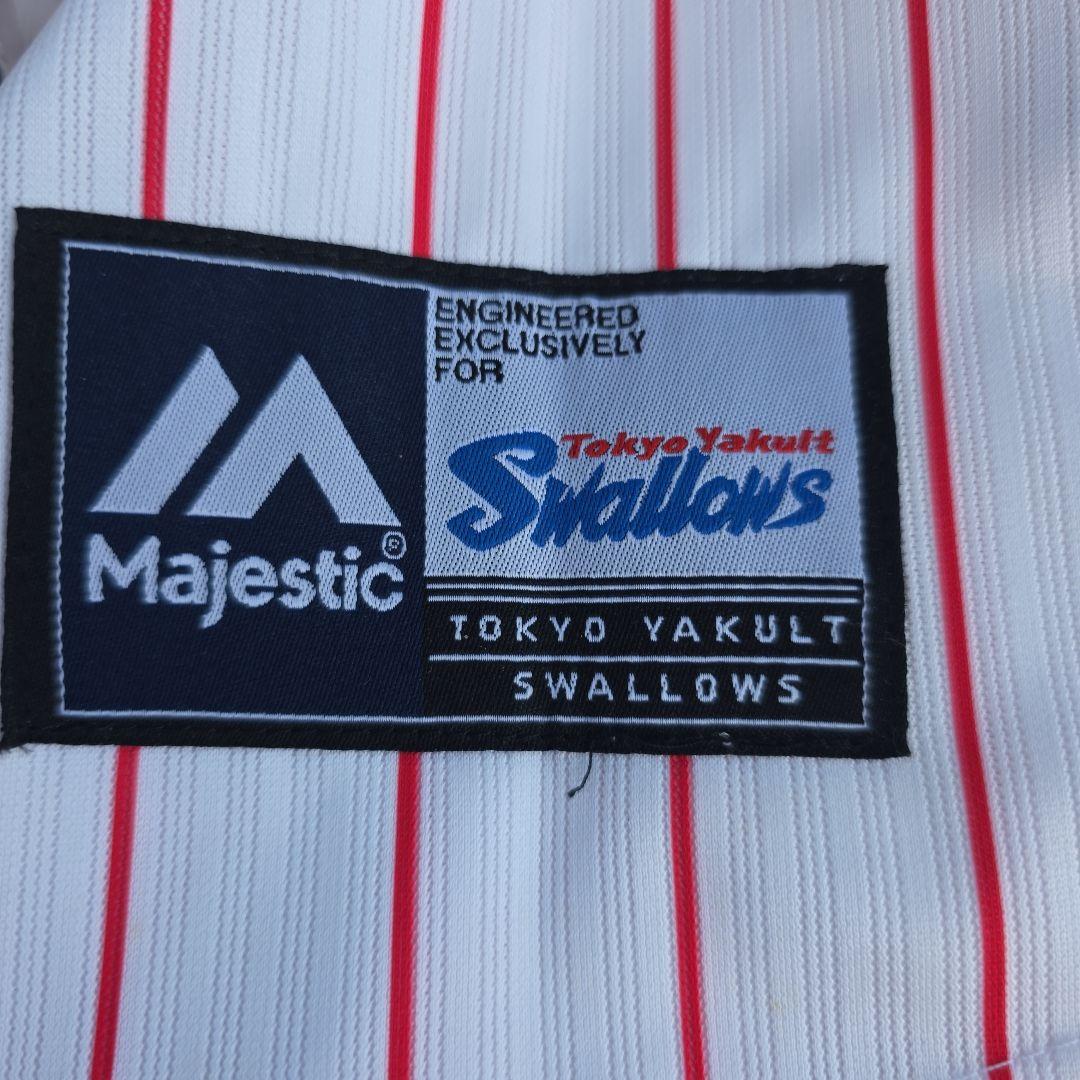 Majestic®
ENGINEERED
EXCLUSIVELY
FOR
Tokyo Yakult
Swallows
TOKYO YAKULT
SWALLOWS